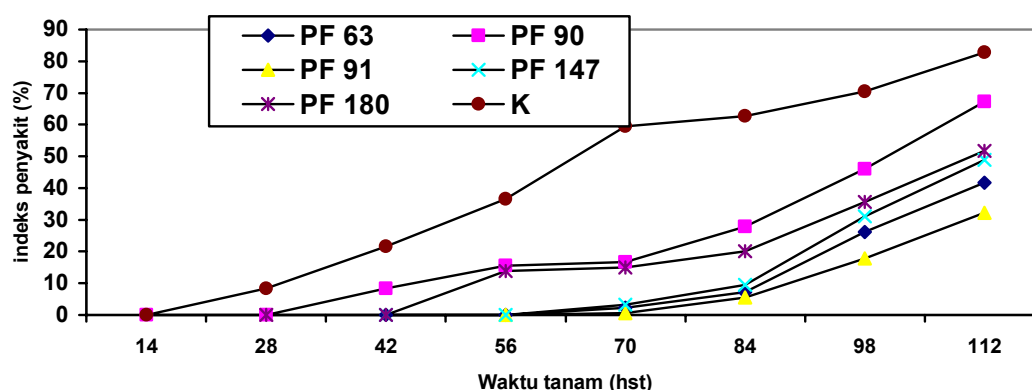 90
80
70
60
50
40
30
20
10
0
indeks penyakit (%)
PF 63 PF 90
PF 91 PF 147
PF 180 K
14 28 42 56 70 84 98 112
Waktu tanam (hst)